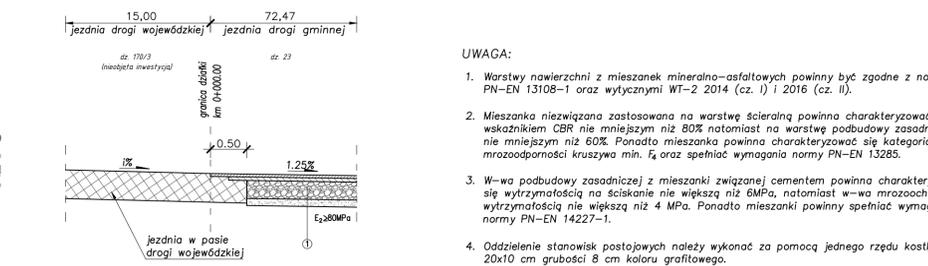 15,00 72,47
jezdnia drogi wojewódzkiej jezdnia drogi gminnej
dz. 170/3 dz. 23
(nieobjęta inwestycją)
granica działki
km 0+000.00
0.50
i% 1.25%
E₂≥80MPa
1
jezdnia w pasie
drogi wojewódzkiej
UWAGA:
1. Warstwy nawierzchni z mieszanek mineralno-asfaltowych powinny być zgodne z no
PN-EN 13108-1 oraz wytycznymi WT-2 2014 (cz. I) i 2016 (cz. II).
2. Mieszanka niezwiązana zastosowana na warstwę ścieralną powinna charakteryzować
wskaźnikiem CBR nie mniejszym niż 80% natomiast na warstwę podbudowy zasadn
nie mniejszym niż 60%. Ponadto mieszanka powinna charakteryzować się kategori
mrozoodporności kruszywa min. F₄ oraz spełniać wymagania normy PN-EN 13285.
3. W-wa podbudowy zasadniczej z mieszanki związanej cementem powinna charakter
się wytrzymałością na ściskanie nie większą niż 6MPa, natomiast w-wa mrozooch
wytrzymałością nie większą niż 4 MPa. Ponadto mieszanki powinny spełniać wyma
normy PN-EN 14227-1.
4. Oddzielenie stanowisk postojowych należy wykonać za pomocą jednego rzędu kost
20x10 cm grubości 8 cm koloru grafitowego.